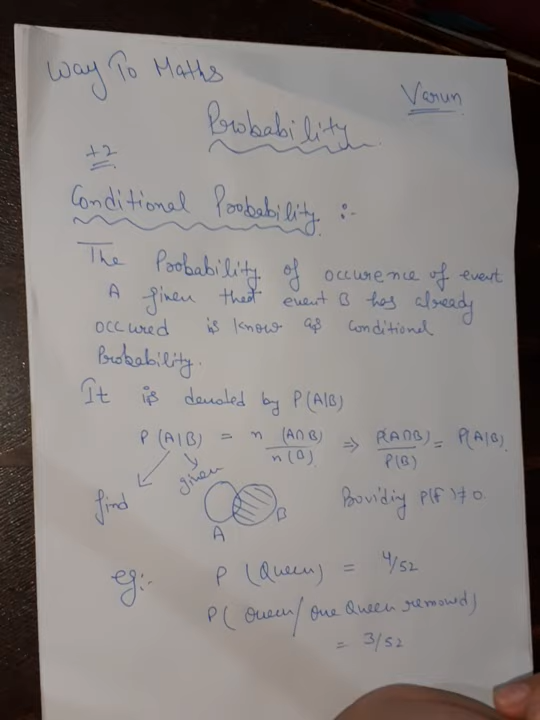 Way To Maths
Varun
Probability
+2
Conditional Probability :-
The Probability of occurence of event
A given that event B has already
occured is know as conditional
Probability.
It is denoted by P(A|B)
P(A|B) = n (A∩B) / n(B) ⇒ P(A∩B) / P(B) = P(A|B).
find given
A B
Providing P(F) ≠ 0
eg:- P (Queen) = 4/52
P( Queen / one Queen removed)
= 3/52